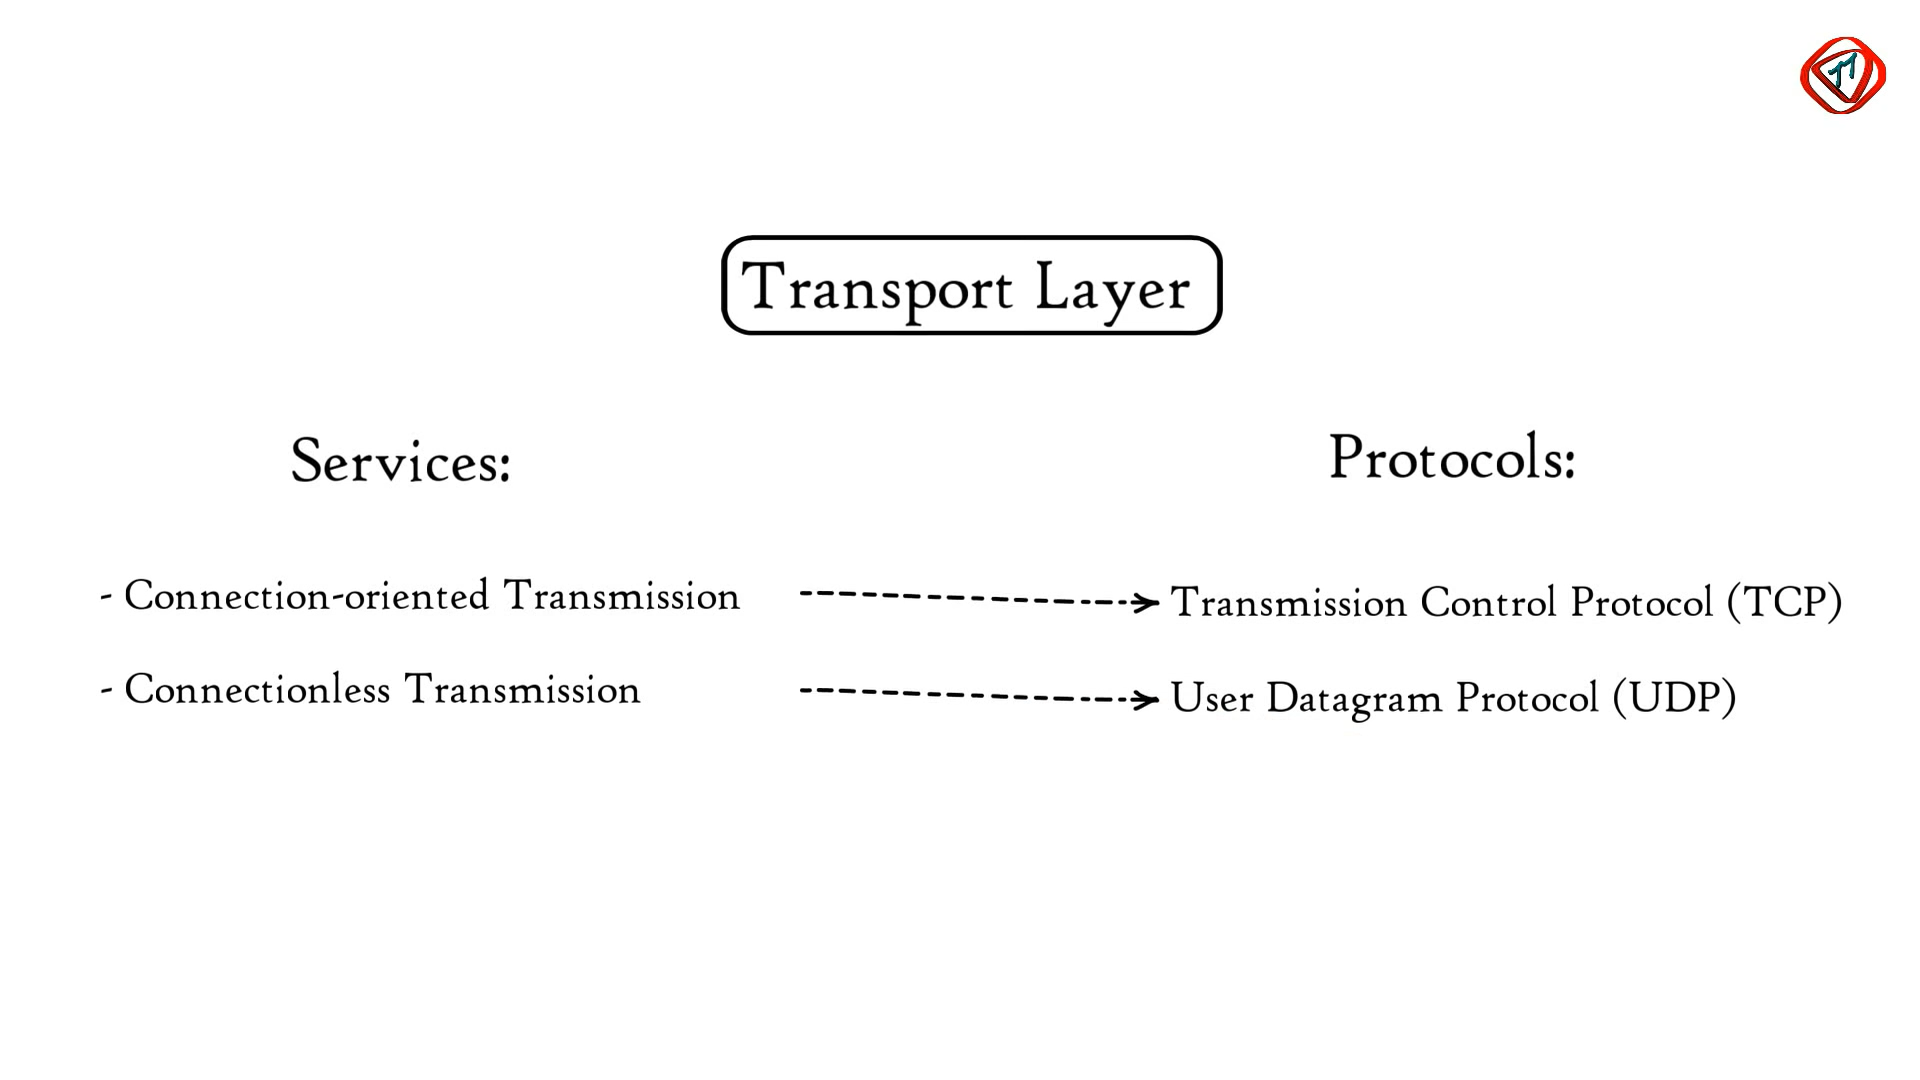 Transport Layer
Services:
Protocols:
- Connection-oriented Transmission
Transmission Control Protocol (TCP)
- Connectionless Transmission
User Datagram Protocol (UDP)